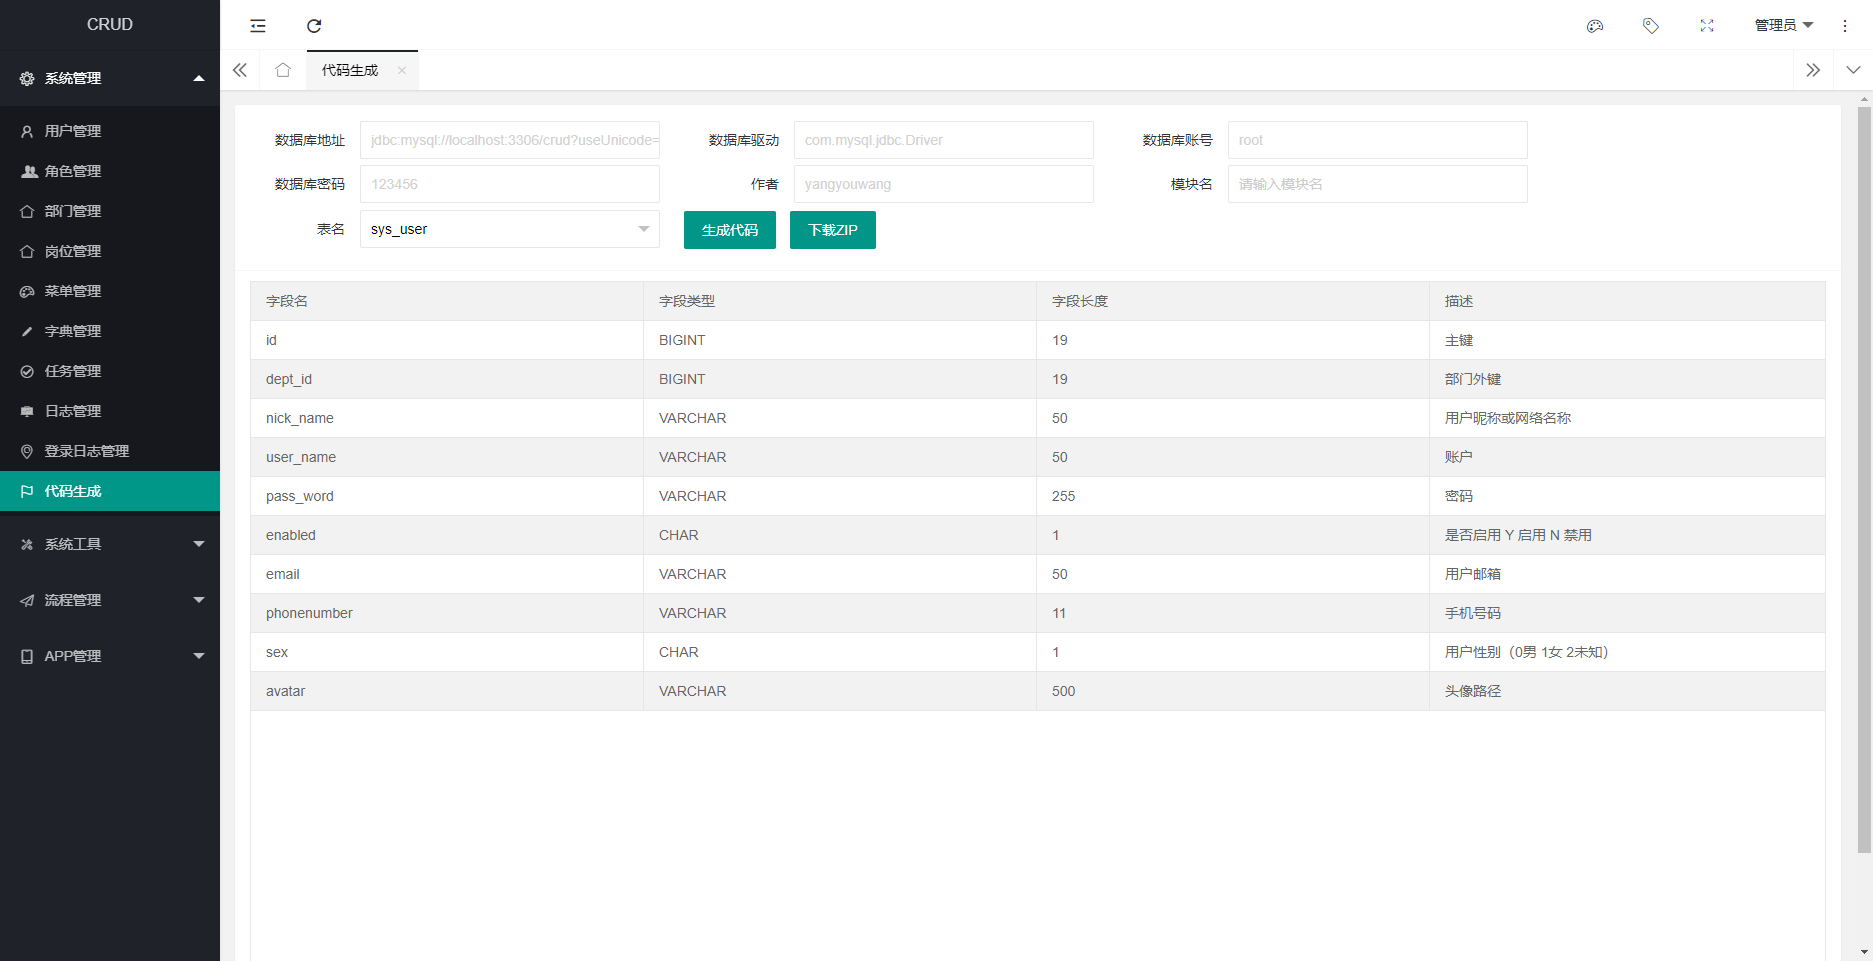 CRUD
系统管理
用户管理
角色管理
部门管理
岗位管理
菜单管理
字典管理
任务管理
日志管理
登录日志管理
代码生成
系统工具
流程管理
APP管理
管理员
代码生成
数据库地址 jdbc:mysql://localhost:3306/crud?useUnicode= 数据库驱动 com.mysql.jdbc.Driver 数据库账号 root
数据库密码 123456 作者 yangyouwang 模块名 请输入模块名
表名 sys_user 生成代码 下载ZIP
字段名 字段类型 字段长度 描述
id BIGINT 19 主键
dept_id BIGINT 19 部门外键
nick_name VARCHAR 50 用户昵称或网络名称
user_name VARCHAR 50 账户
pass_word VARCHAR 255 密码
enabled CHAR 1 是否启用 Y 启用 N 禁用
email VARCHAR 50 用户邮箱
phonenumber VARCHAR 11 手机号码
sex CHAR 1 用户性别（0男 1女 2未知）
avatar VARCHAR 500 头像路径